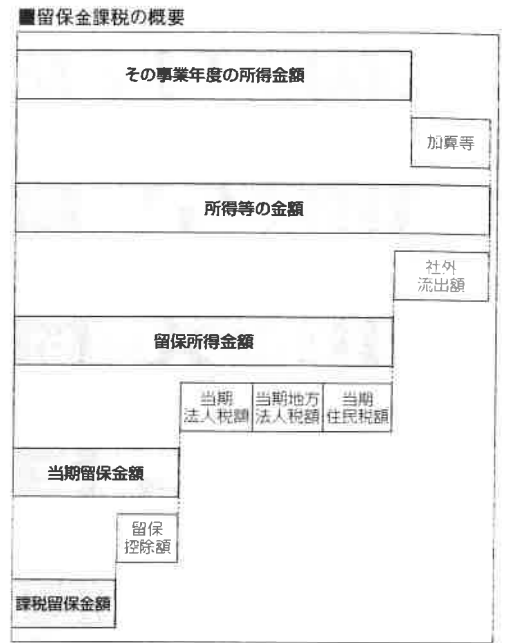 ■留保金課税の概要
その事業年度の所得金額
加算等
所得等の金額
社外
流出額
留保所得金額
当期
法人税額
当期地方
法人税額
当期
住民税額
当期留保金額
留保
控除額
課税留保金額